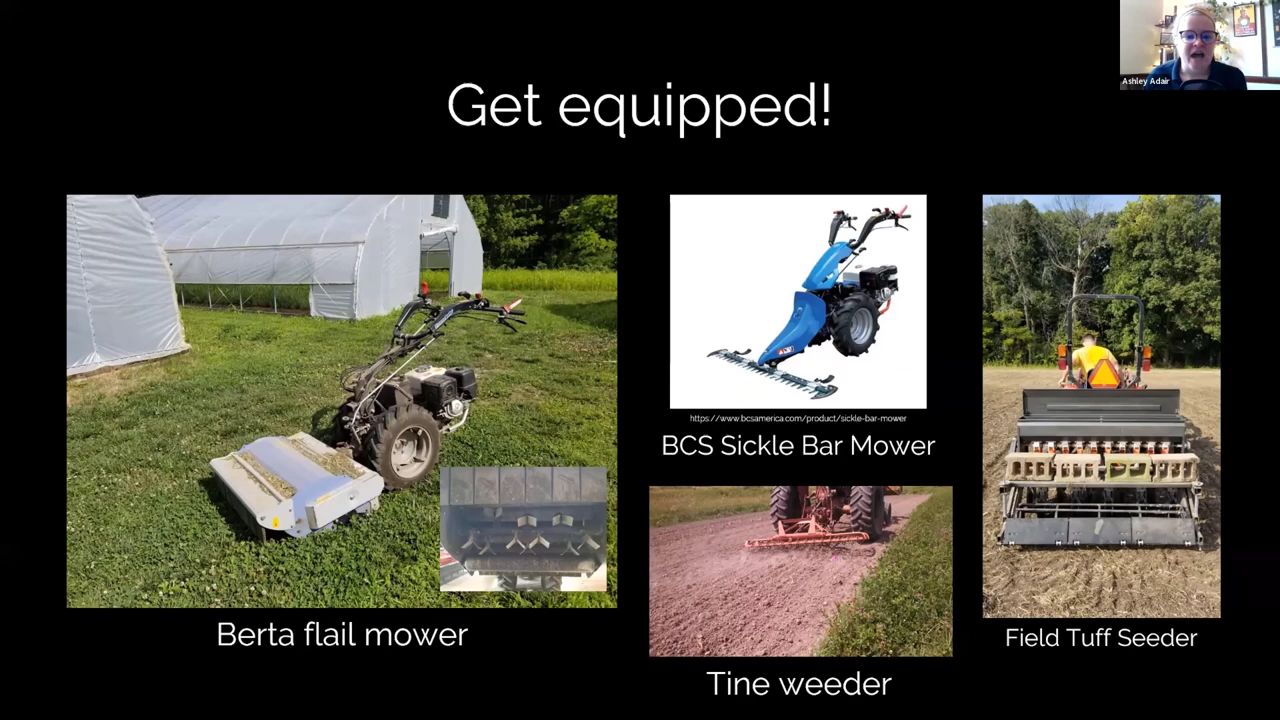 Get equipped!
Ashley Adair
https://www.bcsamerica.com/product/sickle-bar-mower
BCS Sickle Bar Mower
Berta flail mower
Tine weeder
Field Tuff Seeder